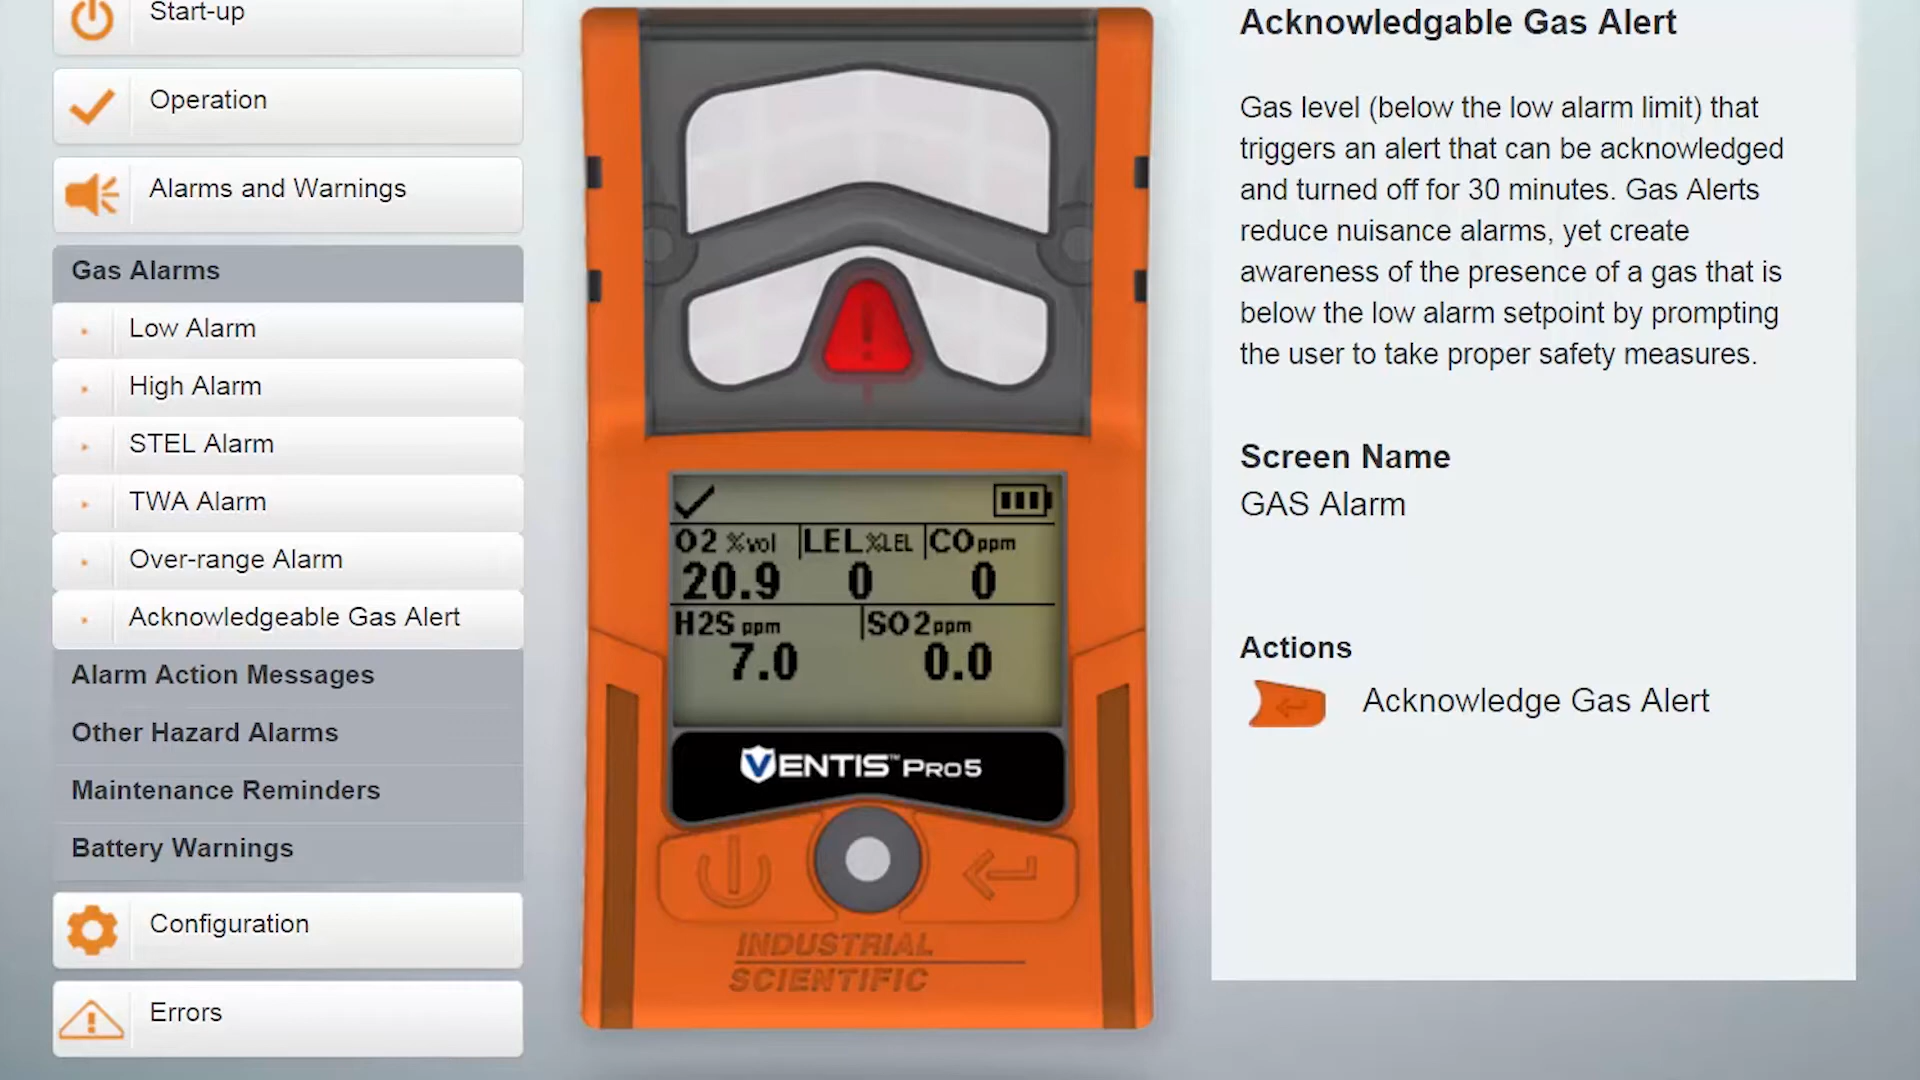 Start-up
Operation
Alarms and Warnings
Gas Alarms
Low Alarm
High Alarm
STEL Alarm
TWA Alarm
Over-range Alarm
Acknowledgeable Gas Alert
Alarm Action Messages
Other Hazard Alarms
Maintenance Reminders
Battery Warnings
Configuration
Errors
O2 %vol LEL %LEL CO ppm
20.9 0 0
H2S ppm SO2 ppm
7.0 0.0
VENTIS™ PRO5
INDUSTRIAL
SCIENTIFIC
Acknowledgable Gas Alert
Gas level (below the low alarm limit) that
triggers an alert that can be acknowledged
and turned off for 30 minutes. Gas Alerts
reduce nuisance alarms, yet create
awareness of the presence of a gas that is
below the low alarm setpoint by prompting
the user to take proper safety measures.
Screen Name
GAS Alarm
Actions
Acknowledge Gas Alert